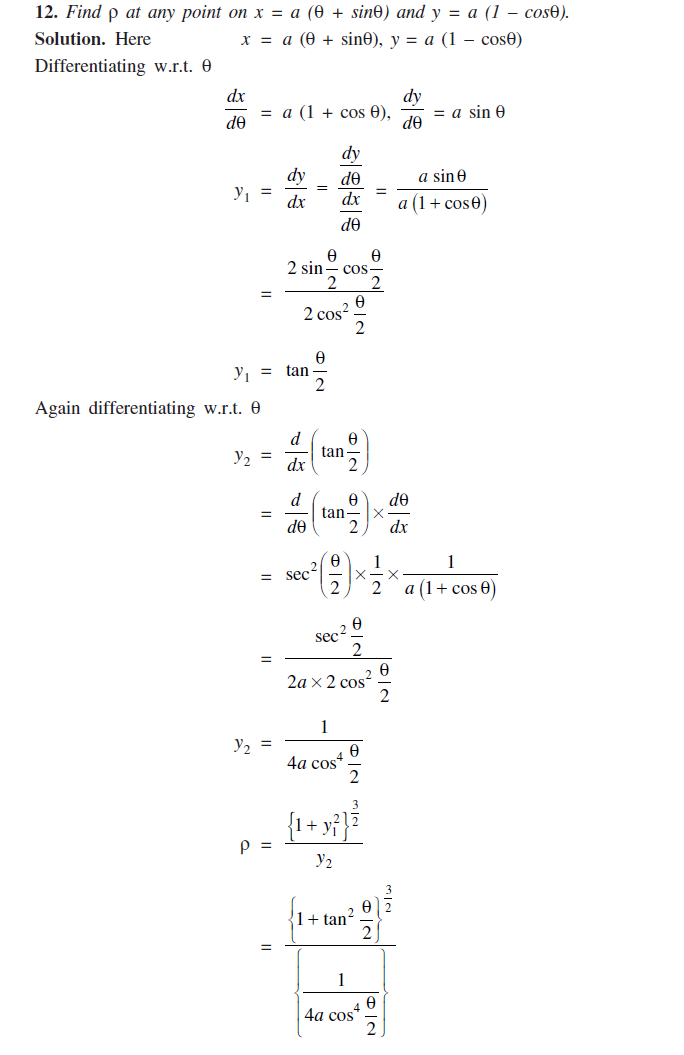 12. Find ρ at any point on x = a (θ + sinθ) and y = a (1 – cosθ).
Solution. Here x = a (θ + sinθ), y = a (1 – cosθ)
Differentiating w.r.t. θ
dx/dθ = a (1 + cos θ), dy/dθ = a sin θ
y₁ = dy/dx = (dy/dθ)/(dx/dθ) = a sin θ / a (1 + cos θ)
= 2 sin θ/2 cos θ/2 / 2 cos² θ/2
y₁ = tan θ/2
Again differentiating w.r.t. θ
y₂ = d/dx (tan θ/2)
= d/dθ (tan θ/2) × dθ/dx
= sec² (θ/2) × 1/2 × 1/a (1 + cos θ)
= sec² θ/2 / 2a × 2 cos² θ/2
y₂ = 1 / 4a cos⁴ θ/2
ρ = {1 + y₁²}^(3/2) / y₂
= {1 + tan² θ/2}^(3/2) / {1 / 4a cos⁴ θ/2}